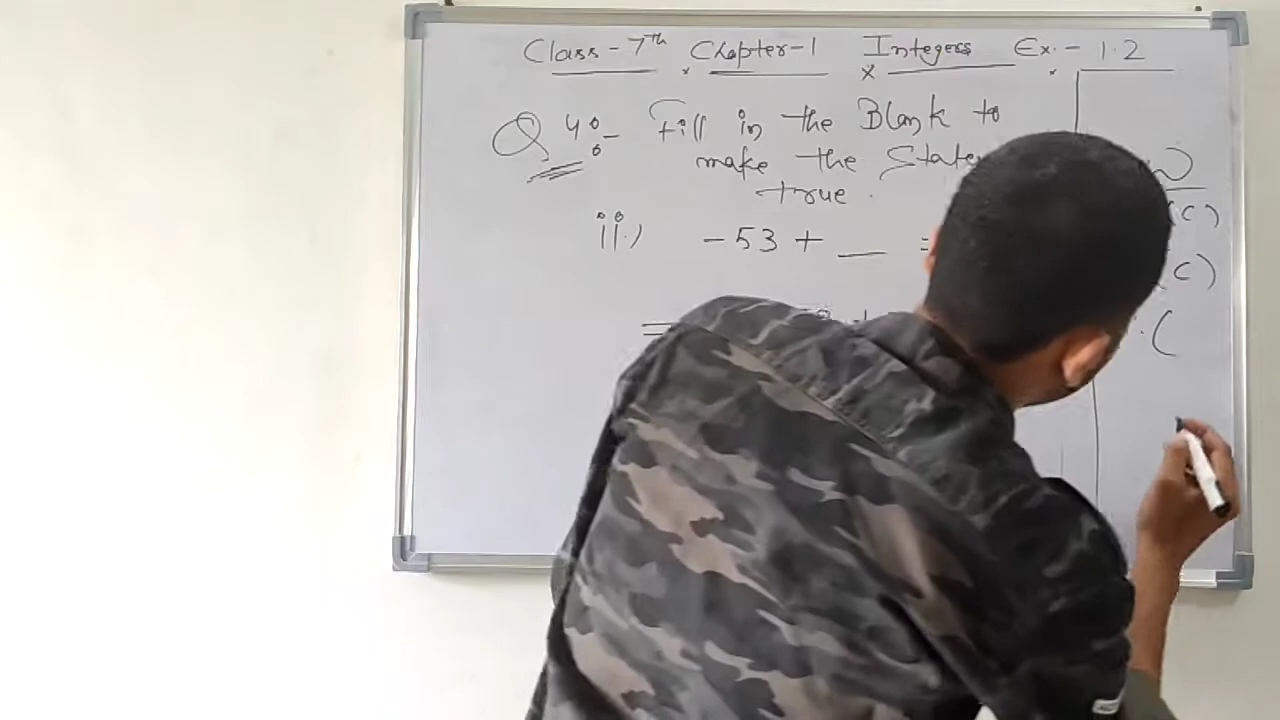 Class-7th Chapter-1 Integers Ex.- 1.2
Q 4:- Fill in the Blank to
make the
true.
ii) -53 + __ =
(C)
(C)
(
=